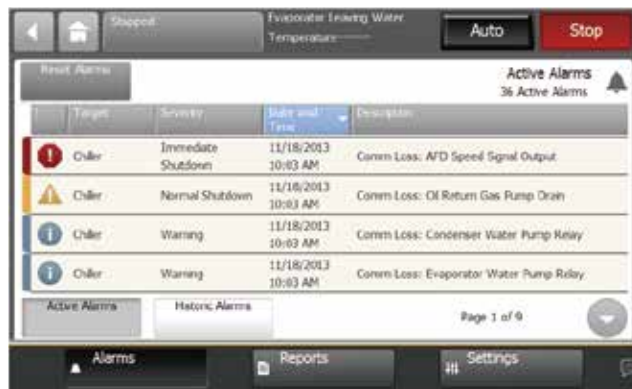 Stopped
Evaporator Leaving Water
Temperature
Auto
Stop
Reset Alarms
Active Alarms
36 Active Alarms
Target
Severity
Date and
Time
Description
Chiller
Immediate
Shutdown
11/18/2013
10:03 AM
Comm Loss: AFD Speed Signal Output
Chiller
Normal Shutdown
11/18/2013
10:03 AM
Comm Loss: Oil Return Gas Pump Drain
Chiller
Warning
11/18/2013
10:03 AM
Comm Loss: Condenser Water Pump Relay
Chiller
Warning
11/18/2013
10:03 AM
Comm Loss: Evaporator Water Pump Relay
Active Alarms
Historic Alarms
Page 1 of 9
Alarms
Reports
Settings